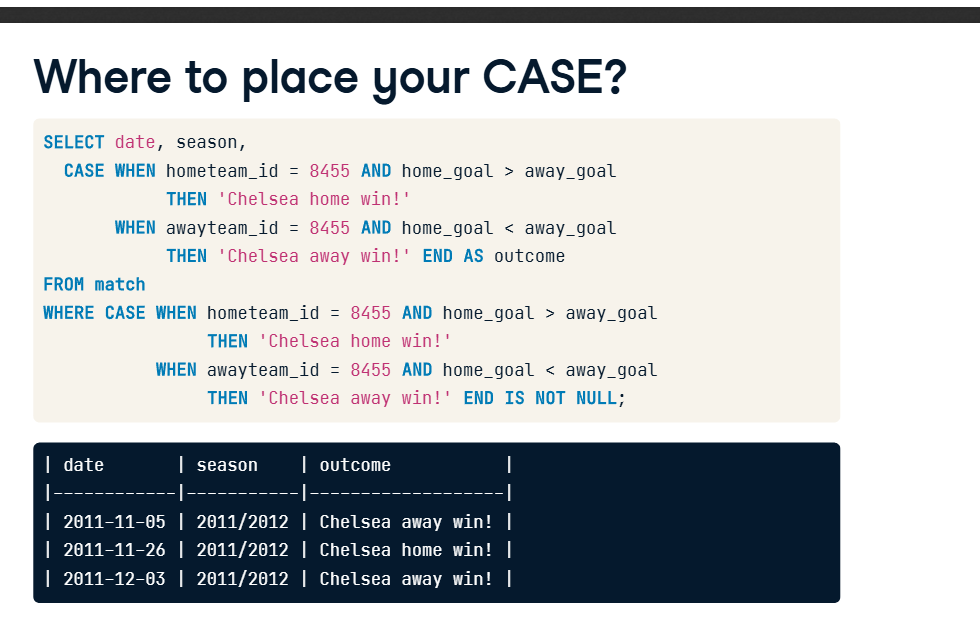 Where to place your CASE?
SELECT date, season,
  CASE WHEN hometeam_id = 8455 AND home_goal > away_goal
            THEN 'Chelsea home win!'
       WHEN awayteam_id = 8455 AND home_goal < away_goal
            THEN 'Chelsea away win!' END AS outcome
FROM match
WHERE CASE WHEN hometeam_id = 8455 AND home_goal > away_goal
                THEN 'Chelsea home win!'
           WHEN awayteam_id = 8455 AND home_goal < away_goal
                THEN 'Chelsea away win!' END IS NOT NULL;
| date       | season    | outcome           |
|------------|-----------|-------------------|
| 2011-11-05 | 2011/2012 | Chelsea away win! |
| 2011-11-26 | 2011/2012 | Chelsea home win! |
| 2011-12-03 | 2011/2012 | Chelsea away win! |